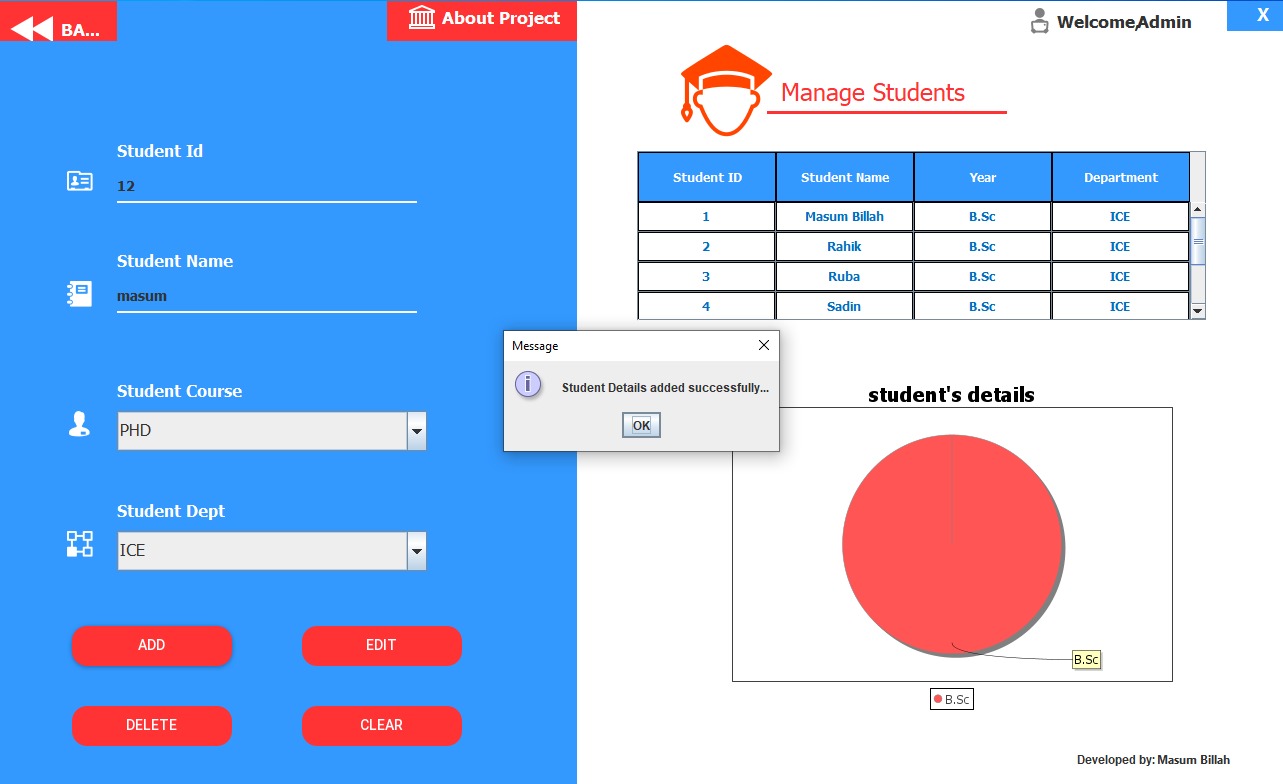 BA...
About Project
Welcome,Admin
X
Manage Students
Student Id
12
Student Name
masum
Student Course
PHD
Student Dept
ICE
ADD
EDIT
DELETE
CLEAR
Student ID Student Name Year Department
1 Masum Billah B.Sc ICE
2 Rahik B.Sc ICE
3 Ruba B.Sc ICE
4 Sadin B.Sc ICE
Message
i Student Details added successfully...
OK
student's details
B.Sc
B.Sc
Developed by: Masum Billah